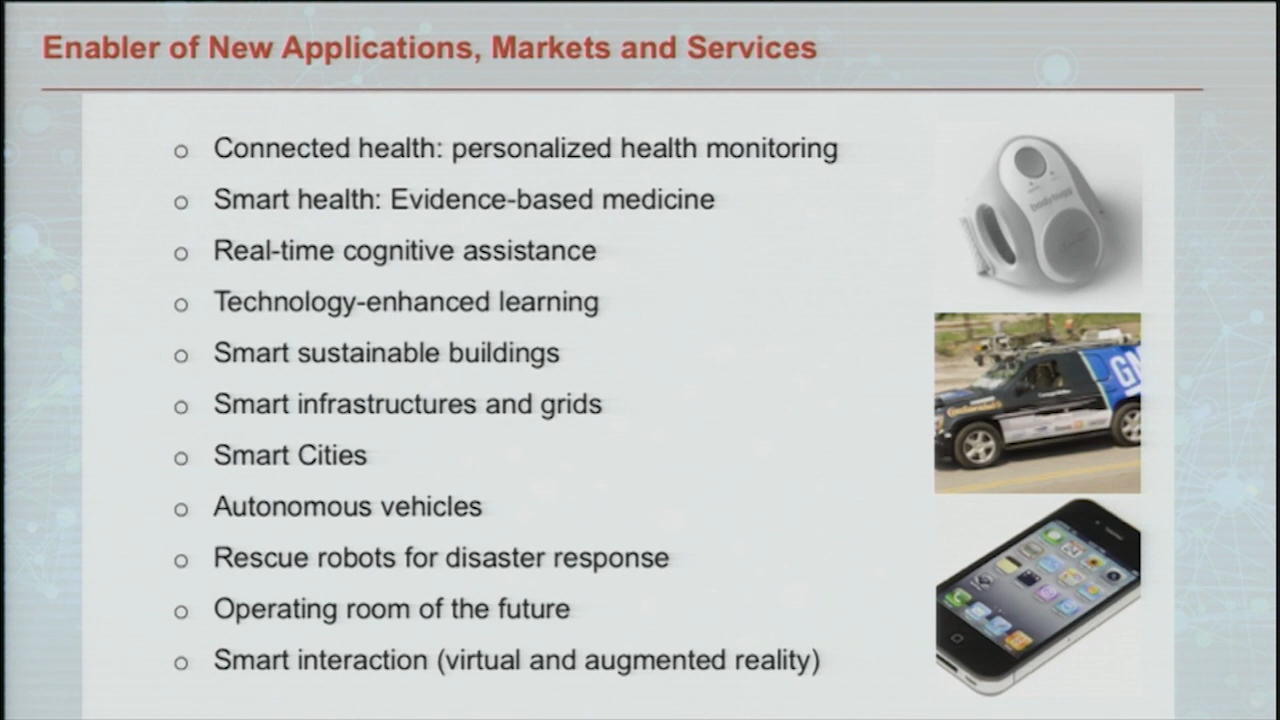 Enabler of New Applications, Markets and Services
Connected health: personalized health monitoring
Smart health: Evidence-based medicine
Real-time cognitive assistance
Technology-enhanced learning
Smart sustainable buildings
Smart infrastructures and grids
Smart Cities
Autonomous vehicles
Rescue robots for disaster response
Operating room of the future
Smart interaction (virtual and augmented reality)
GM